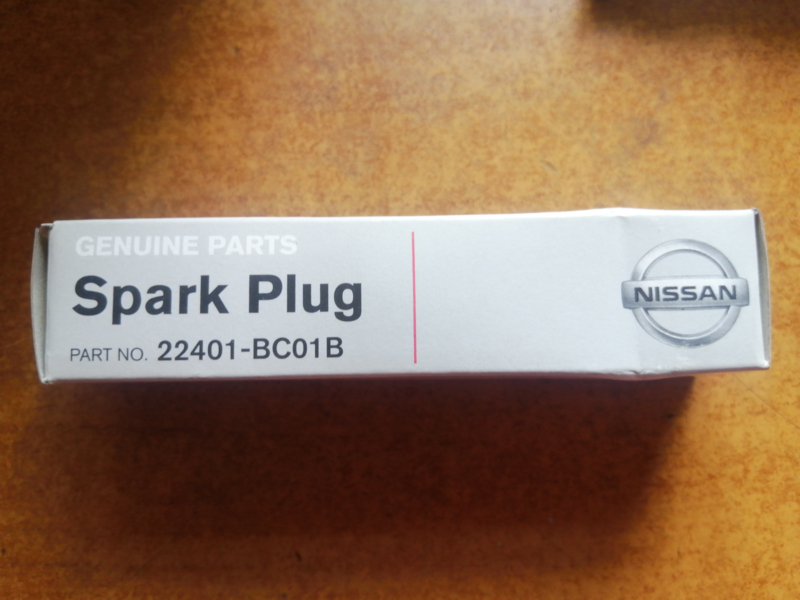 GENUINE PARTS
Spark Plug
PART NO. 22401-BC01B
NISSAN